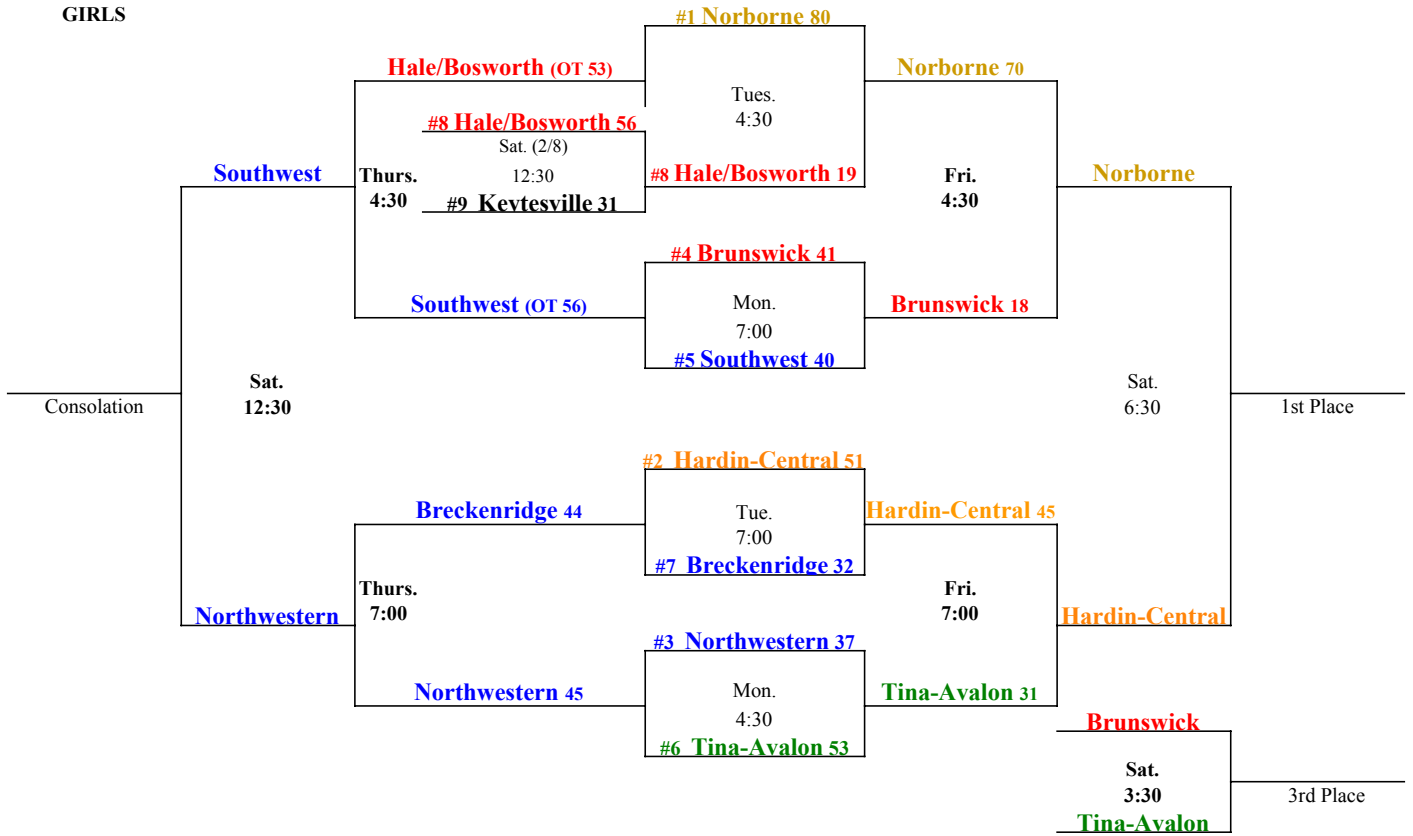 GIRLS
#1 Norborne 80
Hale/Bosworth (OT 53)
Norborne 70
Tues.
4:30
#8 Hale/Bosworth 56
Sat. (2/8)
12:30
Southwest
Thurs.
4:30
#8 Hale/Bosworth 19
Fri.
4:30
Norborne
#9 Keytesville 31
#4 Brunswick 41
Southwest (OT 56)
Mon.
7:00
Brunswick 18
#5 Southwest 40
Sat.
12:30
Consolation
Sat.
6:30
1st Place
#2 Hardin-Central 51
Breckenridge 44
Tue.
7:00
Hardin-Central 45
#7 Breckenridge 32
Thurs.
7:00
Fri.
7:00
Northwestern
Hardin-Central
#3 Northwestern 37
Northwestern 45
Mon.
4:30
Tina-Avalon 31
#6 Tina-Avalon 53
Brunswick
Sat.
3:30
3rd Place
Tina-Avalon